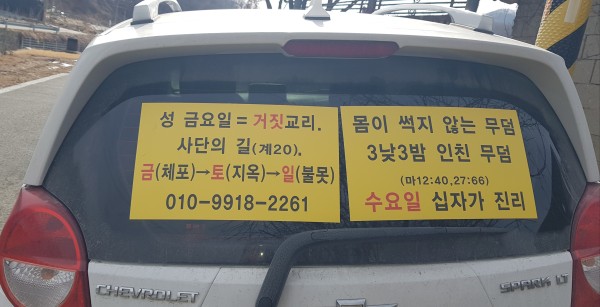 성 금요일 = 거짓교리.
사단의 길(계20).
금(체포)→토(지옥)→일(불못)
010-9918-2261
몸이 썩지 않는 무덤
3낮3밤 인친 무덤
(마12:40,27:66)
수요일 십자가 진리
CHEVROLET
SPARK LT